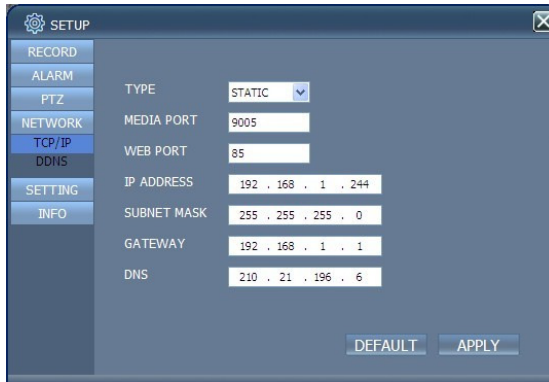 SETUP
RECORD
ALARM
PTZ
NETWORK
TCP/IP
DDNS
SETTING
INFO
TYPE STATIC
MEDIA PORT 9005
WEB PORT 85
IP ADDRESS 192 . 168 . 1 . 244
SUBNET MASK 255 . 255 . 255 . 0
GATEWAY 192 . 168 . 1 . 1
DNS 210 . 21 . 196 . 6
DEFAULT APPLY